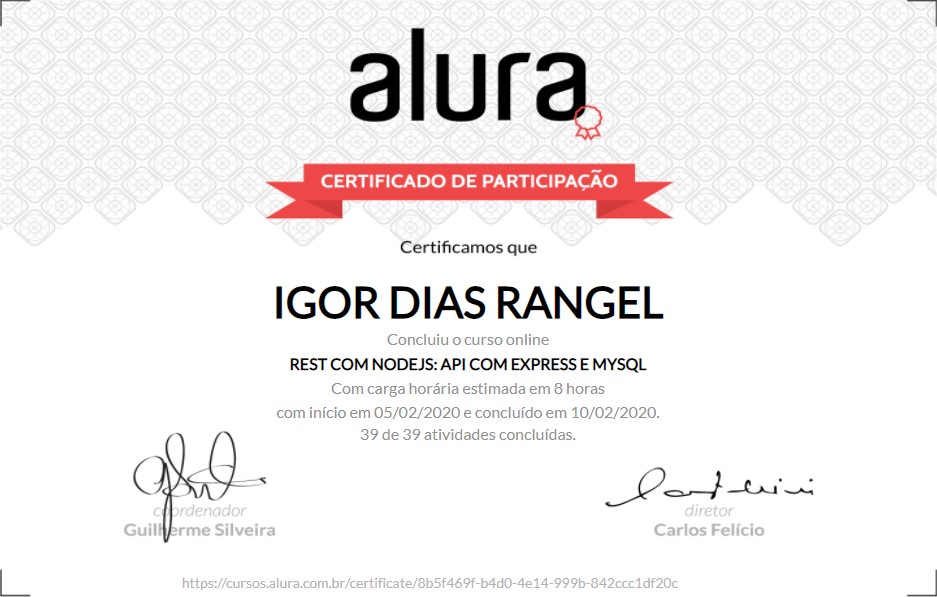 alura
CERTIFICADO DE PARTICIPAÇÃO
Certificamos que
IGOR DIAS RANGEL
Concluiu o curso online
REST COM NODEJS: API COM EXPRESS E MYSQL
Com carga horária estimada em 8 horas
com início em 05/02/2020 e concluído em 10/02/2020.
39 de 39 atividades concluídas.
coordenador
Guilherme Silveira
diretor
Carlos Felício
https://cursos.alura.com.br/certificate/8b5f469f-b4d0-4e14-999b-842ccc1df20c